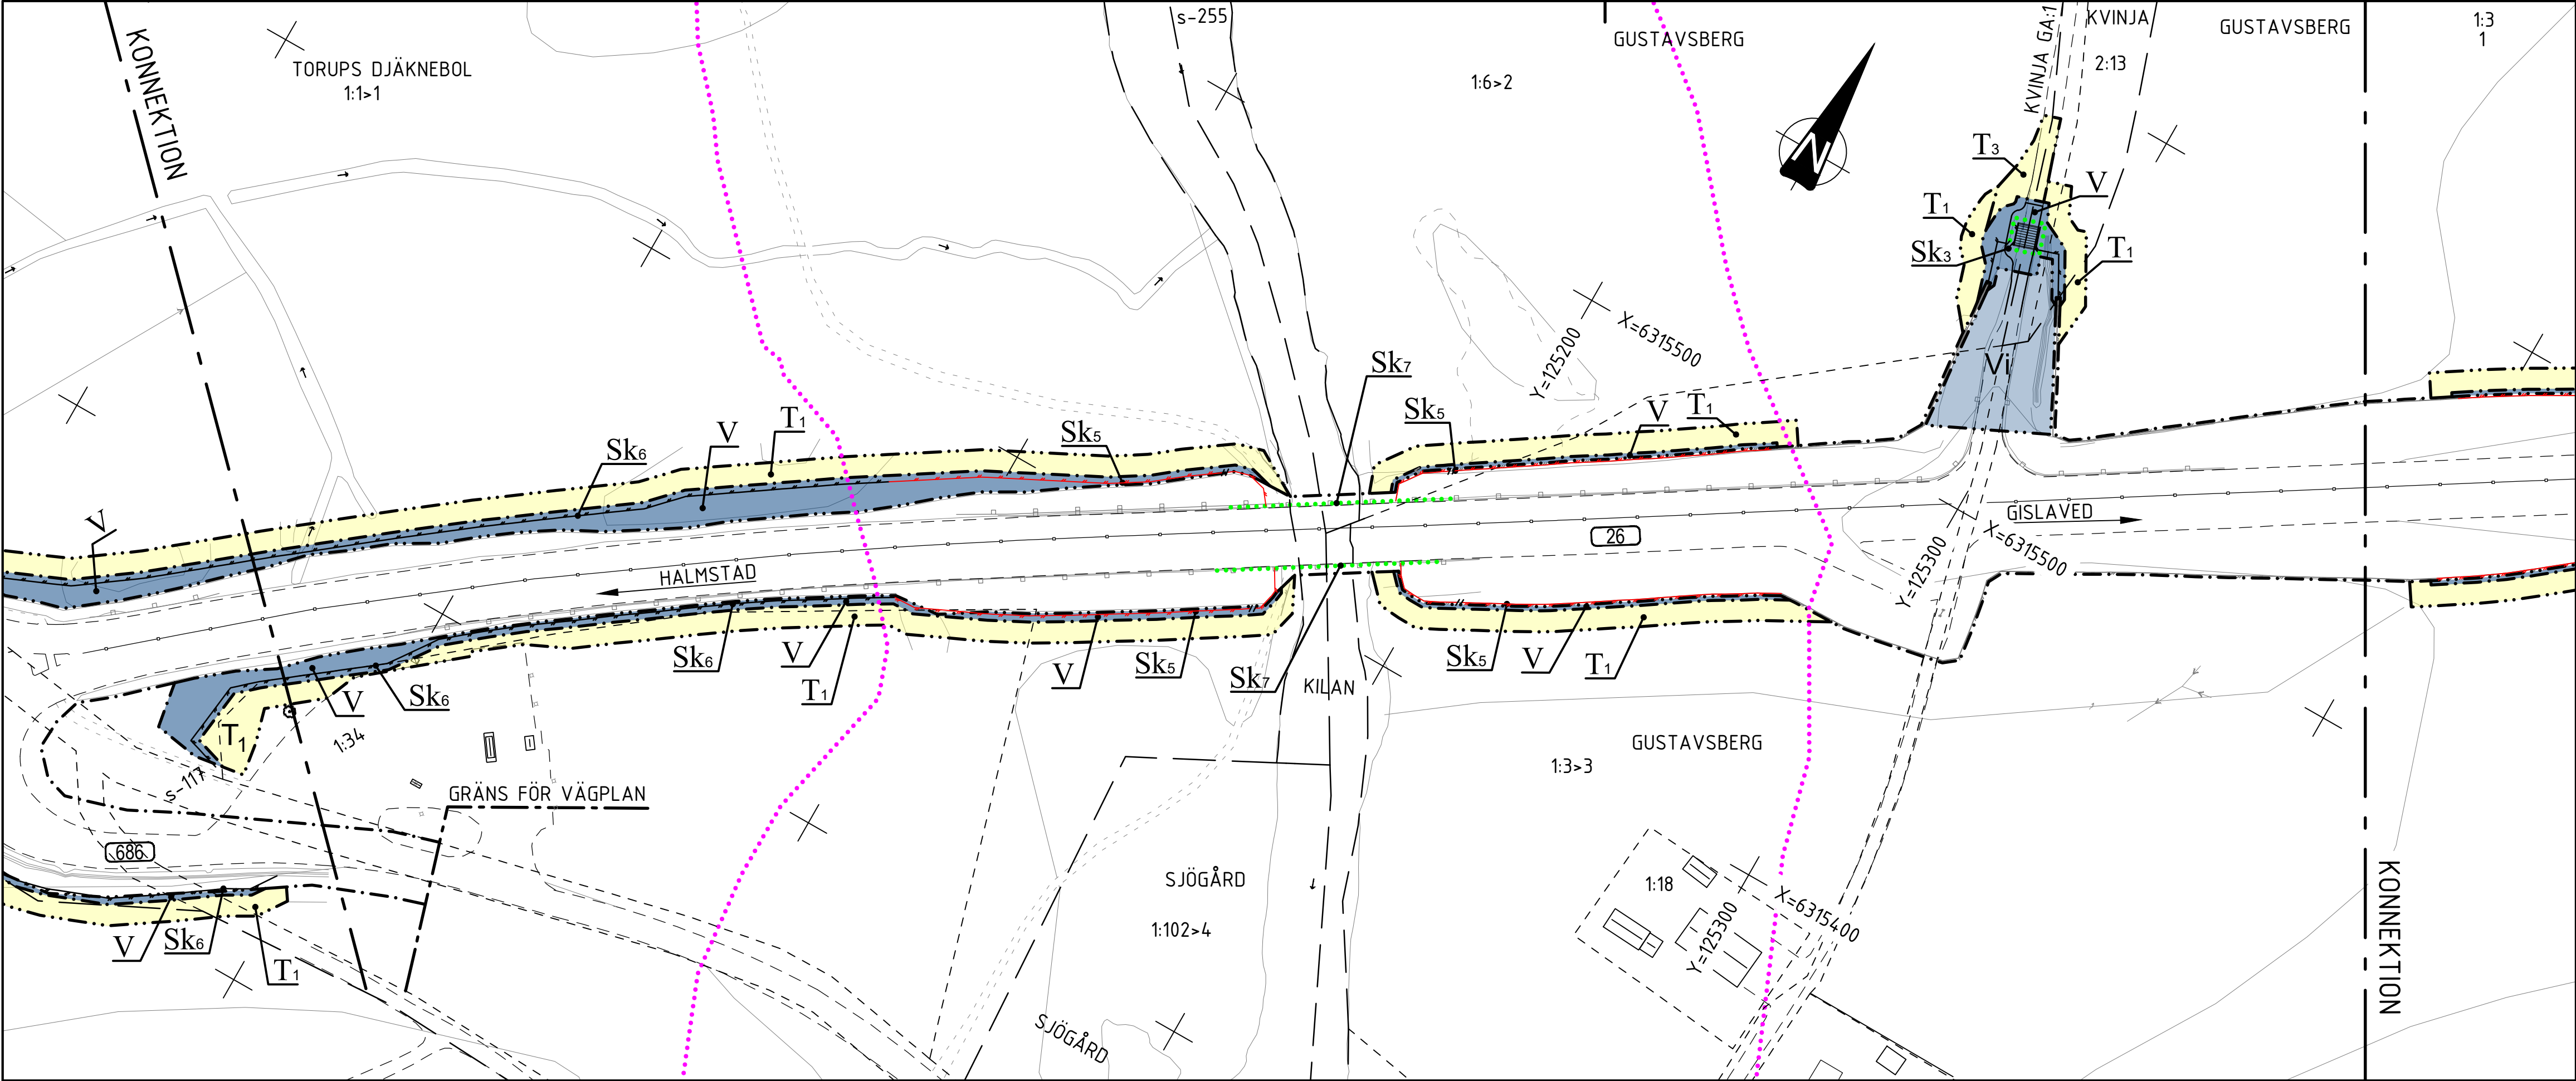 s-255
KVINJA
GUSTAVSBERG
1:3
1
KONNEKTION
TORUPS DJÄKNEBOL
1:1>1
GUSTAVSBERG
1:6>2
KVINJA GA:1
2:13
N
T3
V
T1
Sk3
T1
Y=125200
X=6315500
Sk7
Vi
Sk5
V
T1
Sk6
V
T1
Sk5
V
26
GISLAVED
HALMSTAD
Y=125300
X=6315500
Sk6
V
T1
V
Sk5
Sk7
KILAN
Sk5
V
T1
V
Sk6
T1
1:34
s-117
GRÄNS FÖR VÄGPLAN
GUSTAVSBERG
1:3>3
686
SJÖGÅRD
1:102>4
1:18
X=6315400
Y=125300
KONNEKTION
V
Sk6
T1
SJÖGÅRD